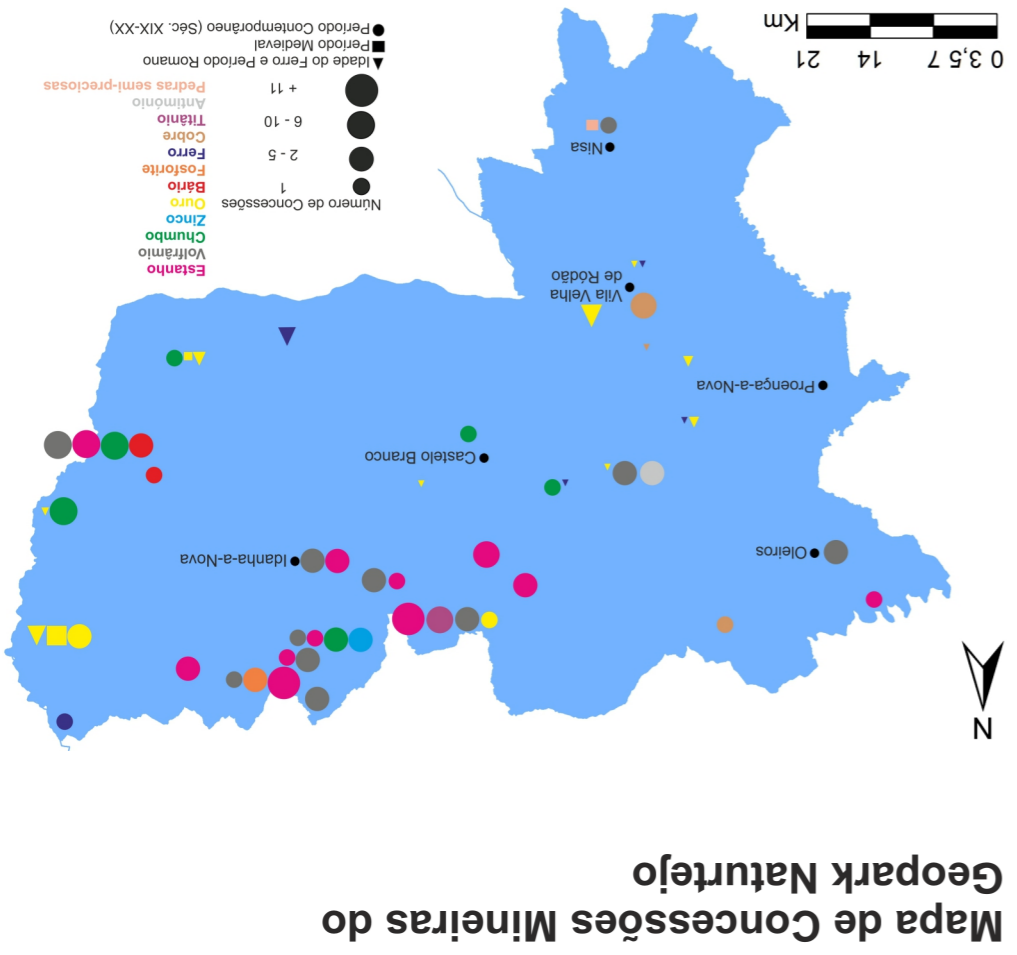 Mapa de Concessões Mineiras do
Geopark Naturtejo
N
Oleiros
Idanha-a-Nova
Castelo Branco
Proença-a-Nova
Vila Velha
de Ródão
Nisa
Estanho
Volfrâmio
Chumbo
Zinco
Ouro
Bário
Fosforite
Ferro
Cobre
Titânio
Antimónio
Pedras semi-preciosas
Número de Concessões
1
2 - 5
6 - 10
+ 11
Idade do Ferro e Período Romano
Período Medieval
Período Contomporâneo (Séc. XIX-XX)
0 3,5 7 14 21
Km